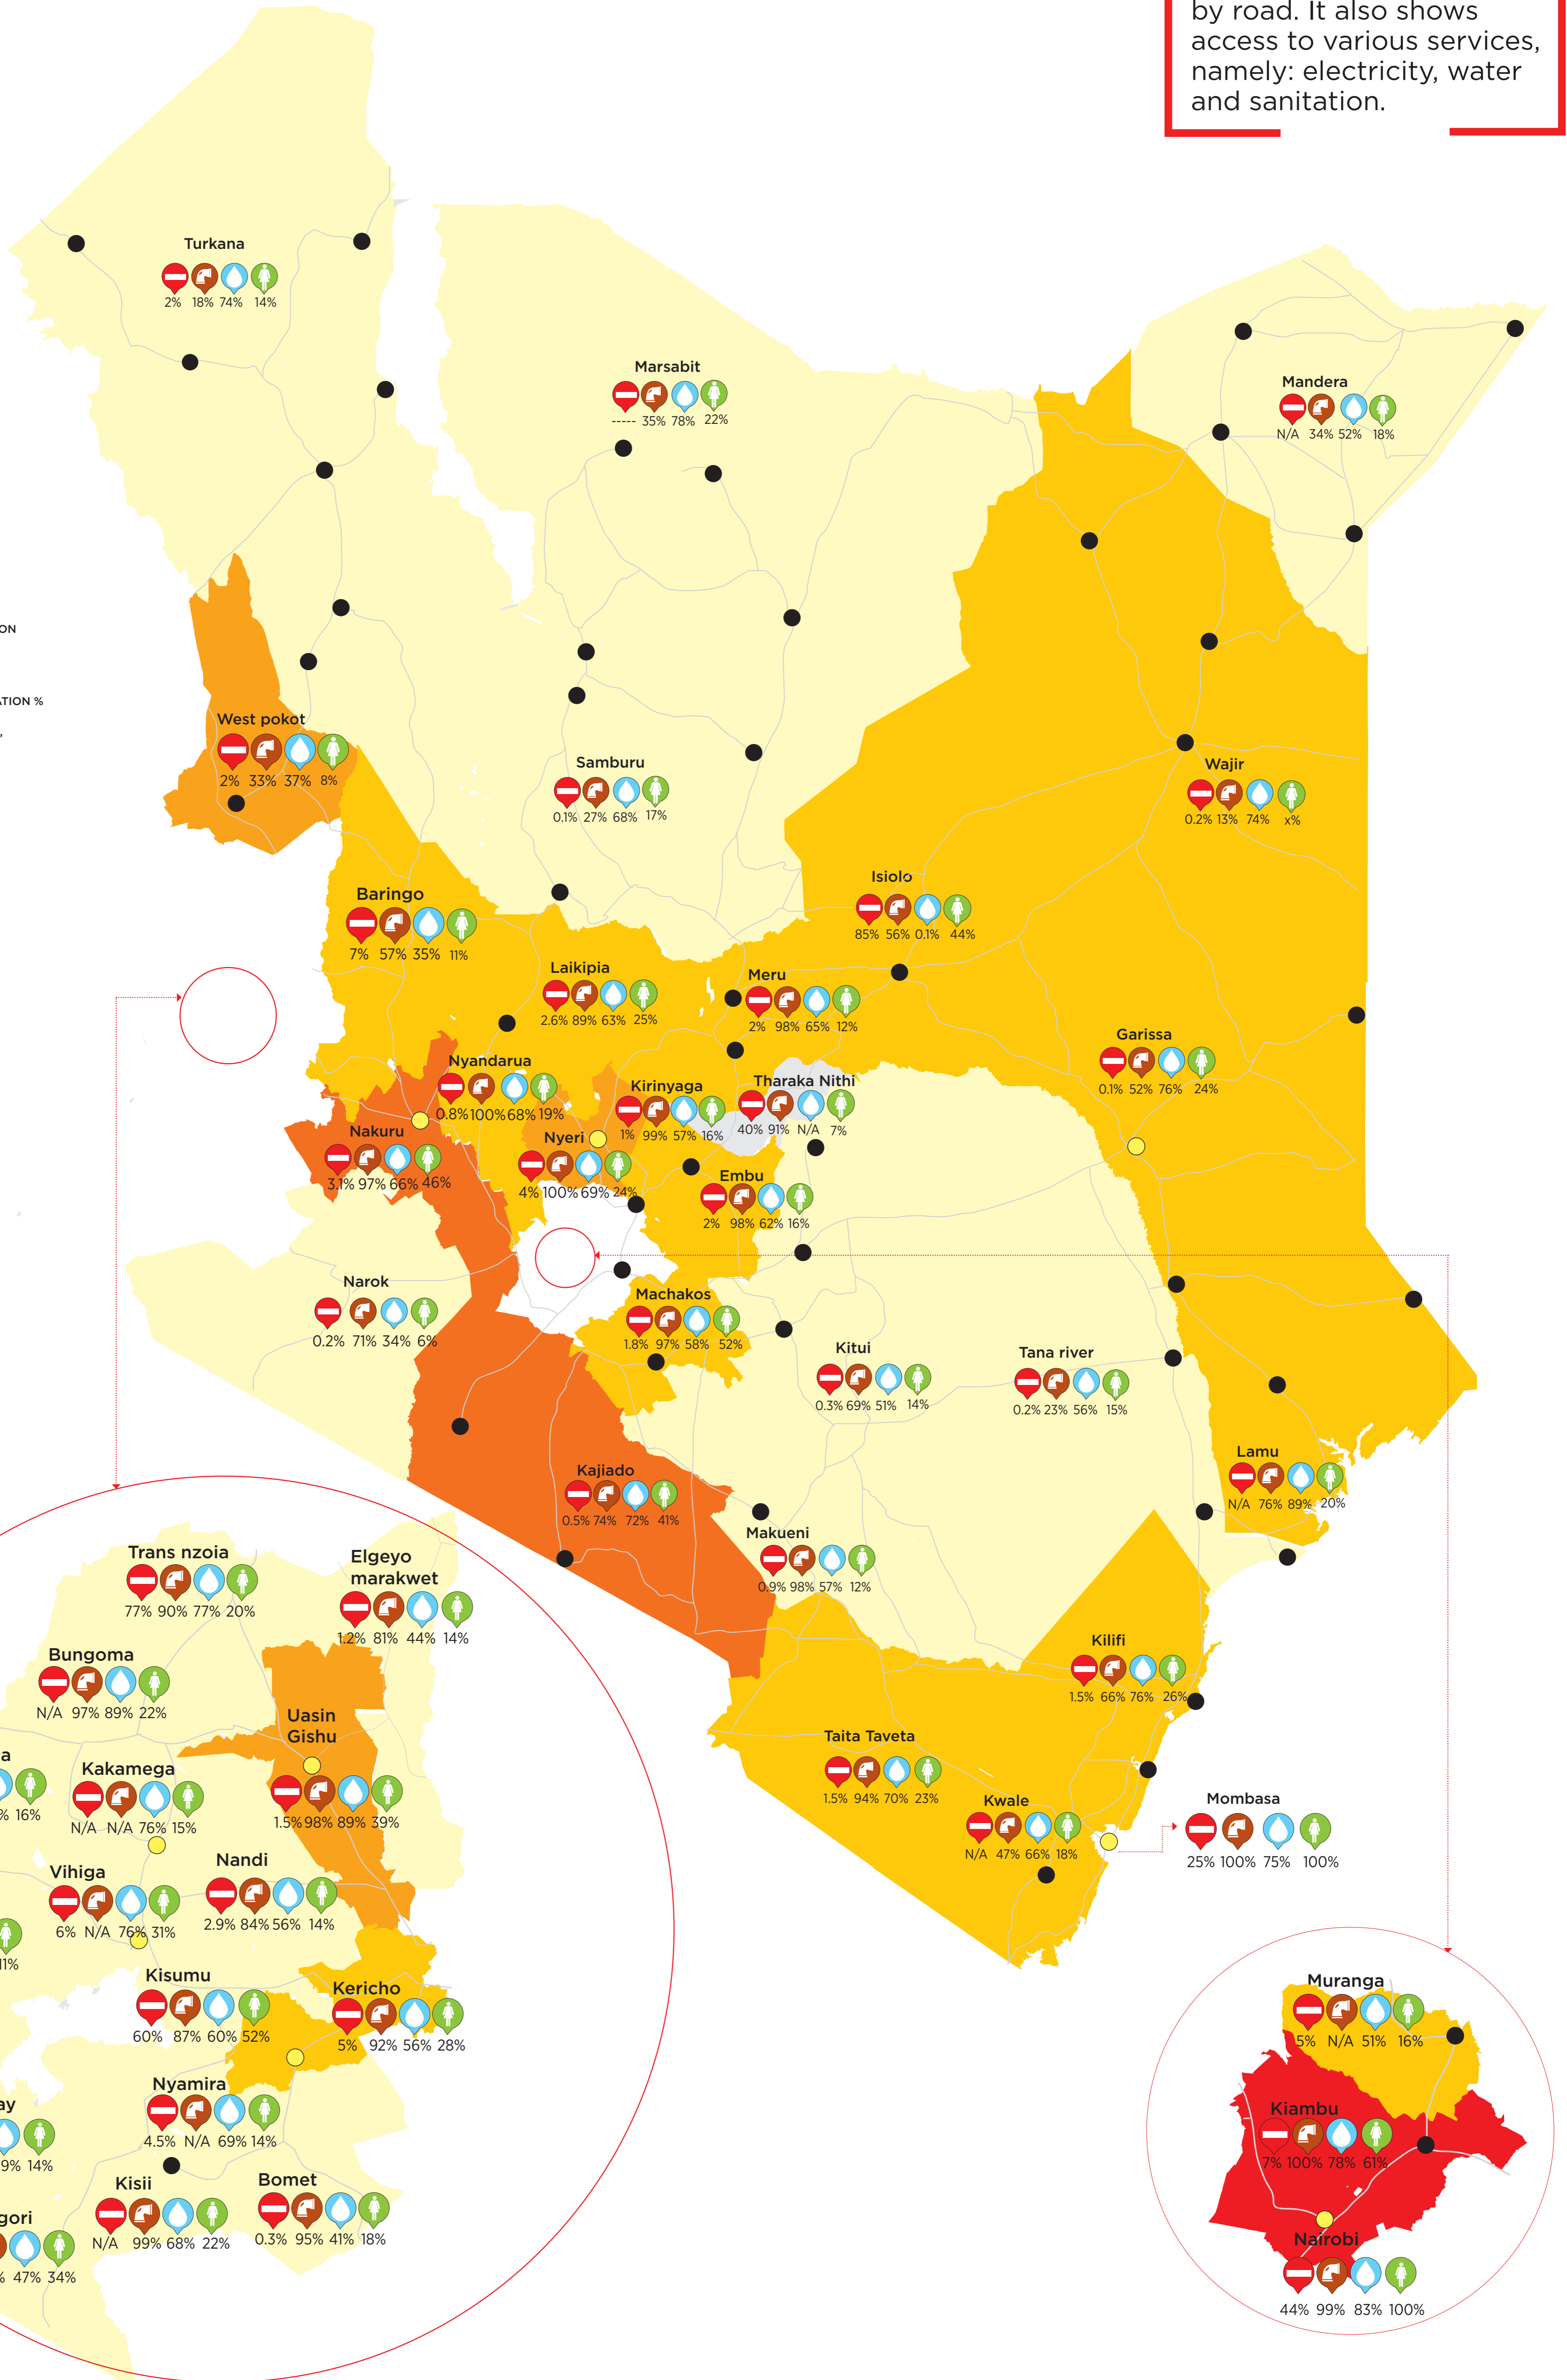 by road. It also shows
access to various services,
namely: electricity, water
and sanitation.
Turkana
2% 18% 74% 14%
Marsabit
----- 35% 78% 22%
Mandera
N/A 34% 52% 18%
ON
ATION %
West pokot
2% 33% 37% 8%
Samburu
0.1% 27% 68% 17%
Wajir
0.2% 13% 74% x%
Baringo
7% 57% 35% 11%
Isiolo
85% 56% 0.1% 44%
Laikipia
2.6% 89% 63% 25%
Meru
2% 98% 65% 12%
Garissa
0.1% 52% 76% 24%
Nyandarua
0.8% 100% 68% 19%
Kirinyaga
1% 99% 57% 16%
Tharaka Nithi
40% 91% N/A 7%
Nakuru
3.1% 97% 66% 46%
Nyeri
4% 100% 69% 24%
Embu
2% 98% 62% 16%
Narok
0.2% 71% 34% 6%
Machakos
1.8% 97% 58% 52%
Kitui
0.3% 69% 51% 14%
Tana river
0.2% 23% 56% 15%
Lamu
N/A 76% 89% 20%
Kajiado
0.5% 74% 72% 41%
Makueni
0.9% 98% 57% 12%
Trans nzoia
77% 90% 77% 20%
Elgeyo
marakwet
1.2% 81% 44% 14%
Bungoma
N/A 97% 89% 22%
Kilifi
1.5% 66% 76% 26%
Uasin
Gishu
1.5% 98% 89% 39%
Taita Taveta
1.5% 94% 70% 23%
a
% 16%
Kakamega
N/A N/A 76% 15%
Kwale
N/A 47% 66% 18%
Mombasa
25% 100% 75% 100%
Vihiga
6% N/A 76% 31%
Nandi
2.9% 84% 56% 14%
11%
Kisumu
60% 87% 60% 52%
Kericho
5% 92% 56% 28%
Muranga
5% N/A 51% 16%
Nyamira
4.5% N/A 69% 14%
ay
9% 14%
Kiambu
7% 100% 78% 61%
Kisii
N/A 99% 68% 22%
Bomet
0.3% 95% 41% 18%
gori
% 47% 34%
Nairobi
44% 99% 83% 100%